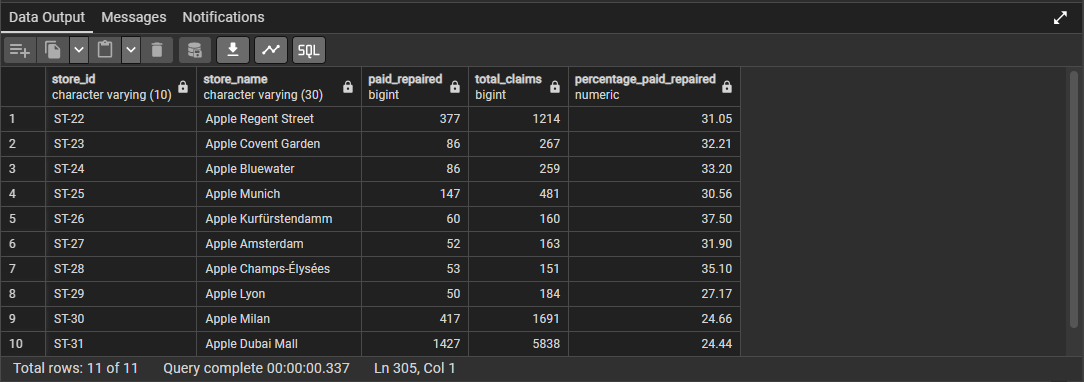 Data Output Messages Notifications
SQL
store_id store_name paid_repaired total_claims percentage_paid_repaired
character varying (10) character varying (30) bigint bigint numeric
1 ST-22 Apple Regent Street 377 1214 31.05
2 ST-23 Apple Covent Garden 86 267 32.21
3 ST-24 Apple Bluewater 86 259 33.20
4 ST-25 Apple Munich 147 481 30.56
5 ST-26 Apple Kurfürstendamm 60 160 37.50
6 ST-27 Apple Amsterdam 52 163 31.90
7 ST-28 Apple Champs-Élysées 53 151 35.10
8 ST-29 Apple Lyon 50 184 27.17
9 ST-30 Apple Milan 417 1691 24.66
10 ST-31 Apple Dubai Mall 1427 5838 24.44
Total rows: 11 of 11 Query complete 00:00:00.337 Ln 305, Col 1